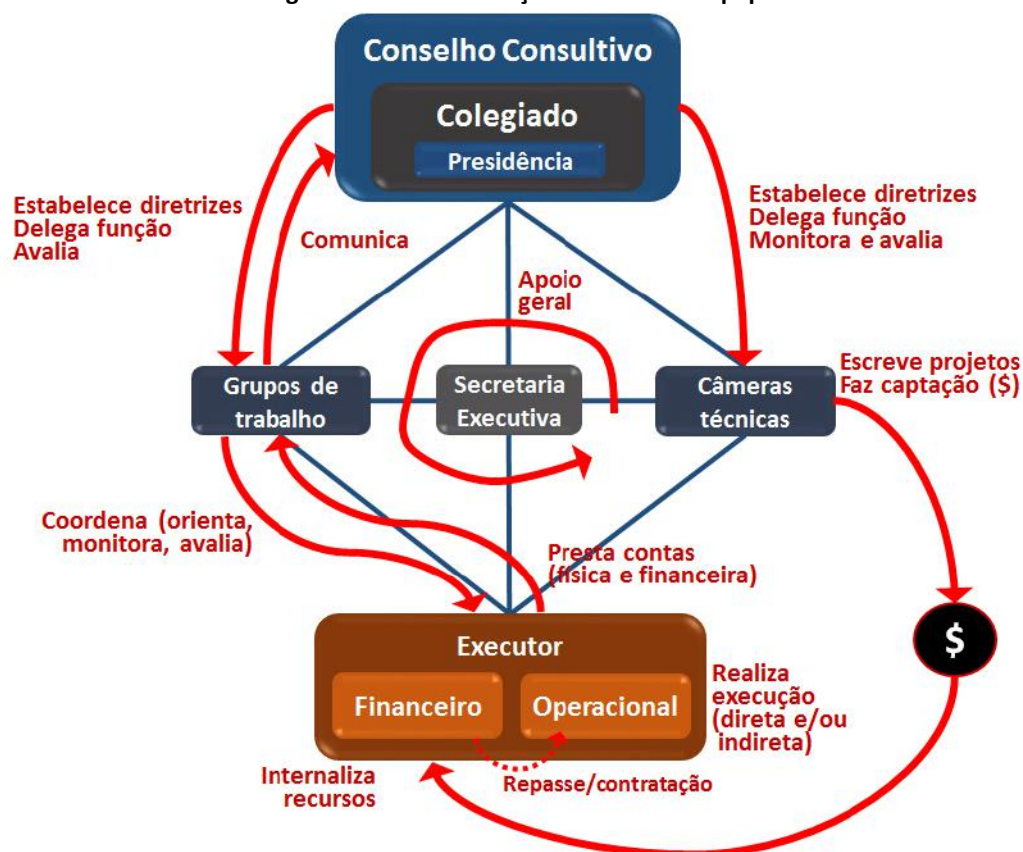 Conselho Consultivo
Colegiado
Presidência
Estabelece diretrizes
Delega função
Avalia
Comunica
Estabelece diretrizes
Delega função
Monitora e avalia
Apoio
geral
Grupos de
trabalho
Secretaria
Executiva
Câmeras
técnicas
Escreve projetos
Faz captação ($)
Coordena (orienta,
monitora, avalia)
Presta contas
(física e financeira)
$
Executor
Financeiro
Operacional
Realiza
execução
(direta e/ou
indireta)
Internaliza
recursos
Repasse/contratação